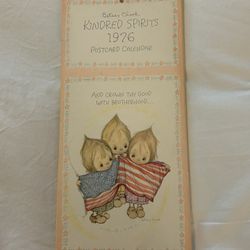 Betsey Clark
KINDRED SPIRITS
1976
POSTCARD CALENDAR
AND CROWN THY GOOD
WITH BROTHERHOOD...